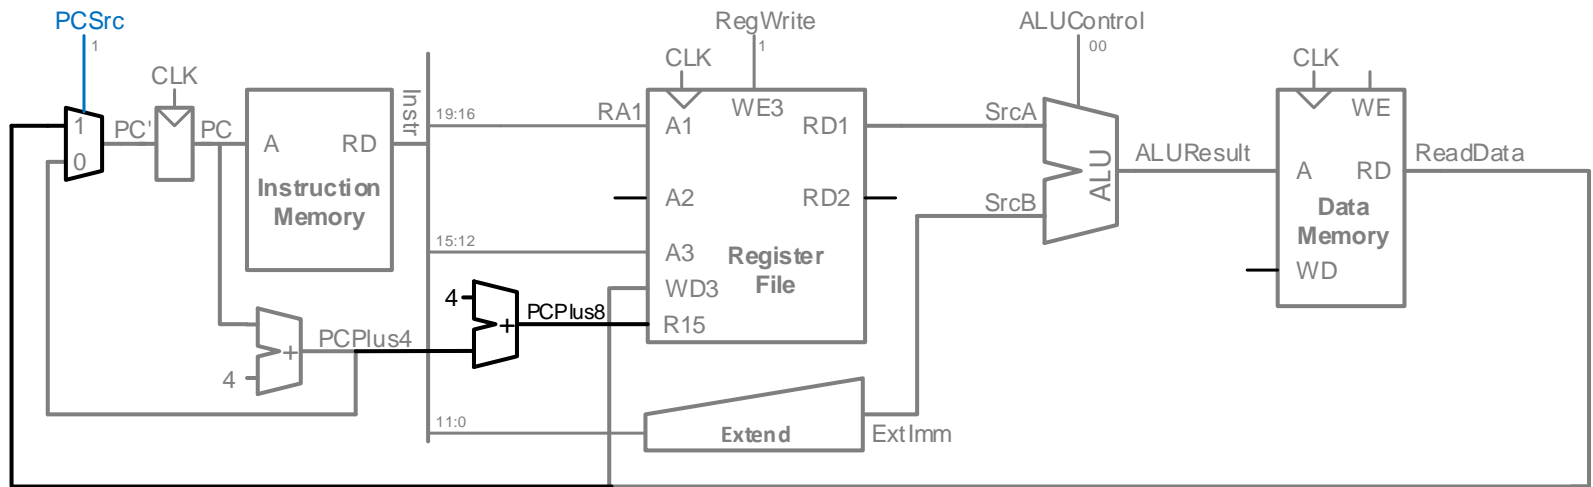 PCSrc
1
RegWrite
1
ALUControl
00
CLK
CLK
CLK
1
0
PC'
PC
A
RD
Instruction
Memory
Instr
19:16
RA1
A1
WE3
RD1
SrcA
ALU
ALUResult
WE
A
RD
ReadData
A2
RD2
SrcB
Data
Memory
15:12
A3
Register
File
WD3
WD
4
+
PCPlus8
R15
PCPlus4
+
4
11:0
Extend
ExtImm